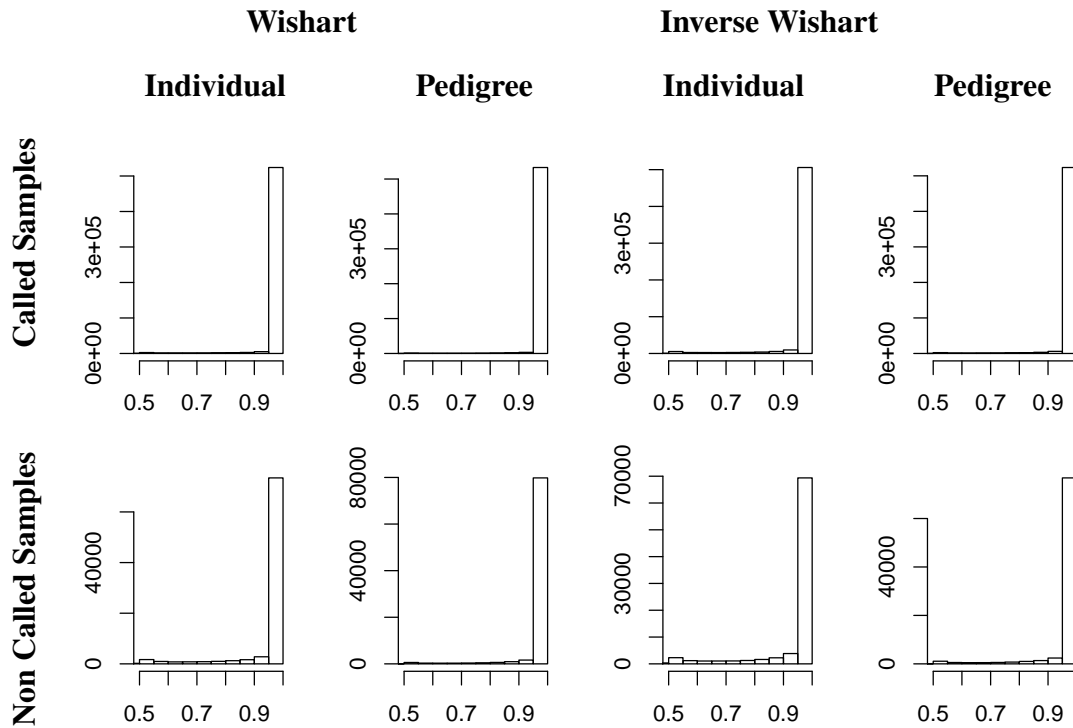 Wishart Inverse Wishart
Individual Pedigree Individual Pedigree
Called Samples
3e+05
0e+00
0.5 0.7 0.9
3e+05
0e+00
0.5 0.7 0.9
3e+05
0e+00
0.5 0.7 0.9
3e+05
0e+00
0.5 0.7 0.9
Non Called Samples
40000
0
0.5 0.7 0.9
80000
40000
0
0.5 0.7 0.9
70000
30000
0
0.5 0.7 0.9
40000
0
0.5 0.7 0.9